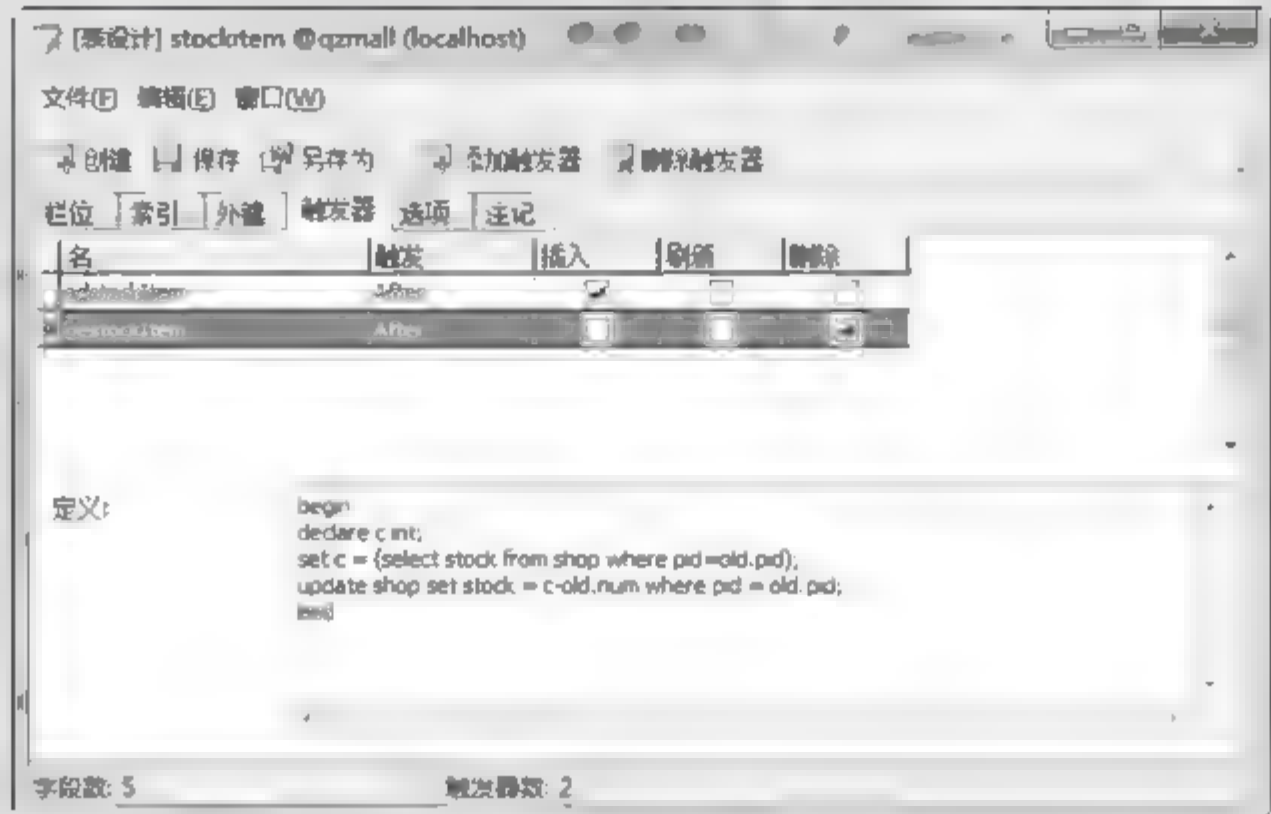 [表设计] stockitem @qzmall (localhost)
文件(F) 编辑(E) 窗口(W)
创建 保存 另存为 添加触发器 删除触发器
栏位 索引 外键 触发器 选项 注记
名 触发 插入 刷新 删除
After
destockitem After
定义:
begin
declare c int;
set c = (select stock from shop where pid=old.pid);
update shop set stock = c-old.num where pid = old.pid;
end
字段数: 5 触发器数: 2